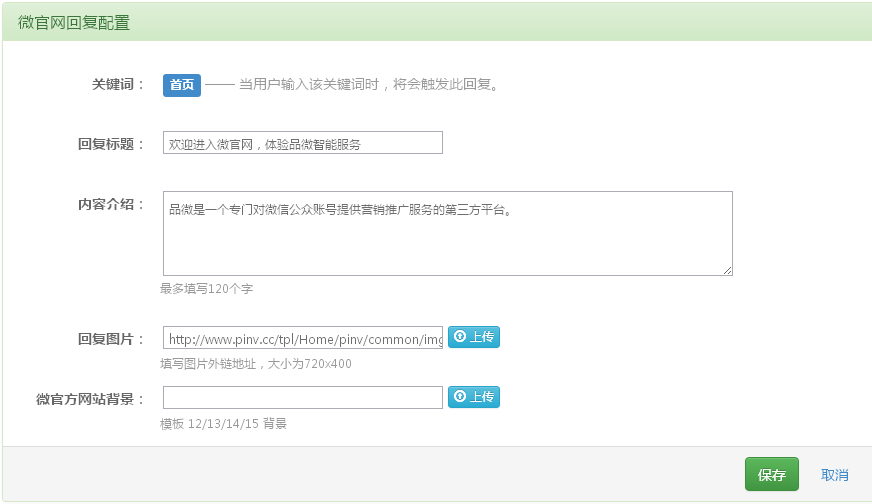 微官网回复配置
关键词： 首页 —— 当用户输入该关键词时，将会触发此回复。
回复标题： 欢迎进入微官网，体验品微智能服务
内容介绍： 品微是一个专门对微信公众账号提供营销推广服务的第三方平台。
最多填写120个字
回复图片： http://www.pinv.cc/tpl/Home/pinv/common/img 上传
填写图片外链地址，大小为720x400
微官方网站背景： 上传
模板 12/13/14/15 背景
保存 取消